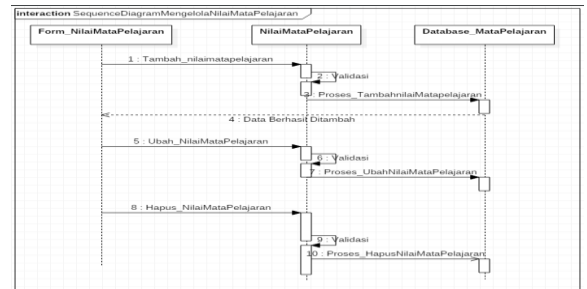 interaction SequenceDiagramMengelolaNilaiMataPelajaran
Form_NilaiMataPelajaran
NilaiMataPelajaran
Database_MataPelajaran
1 : Tambah_nilaimatapelajaran
2 : Validasi
3 : Proses_TambahnilaiMatapelajaran
4 : Data Berhasit Ditambah
5 : Ubah_NilaiMataPelajaran
6 : Validasi
7 : Proses_UbahNilaiMataPelajaran
8 : Hapus_NilaiMataPelajaran
9 : Validasi
10 : Proses_HapusNilaiMataPelajaran